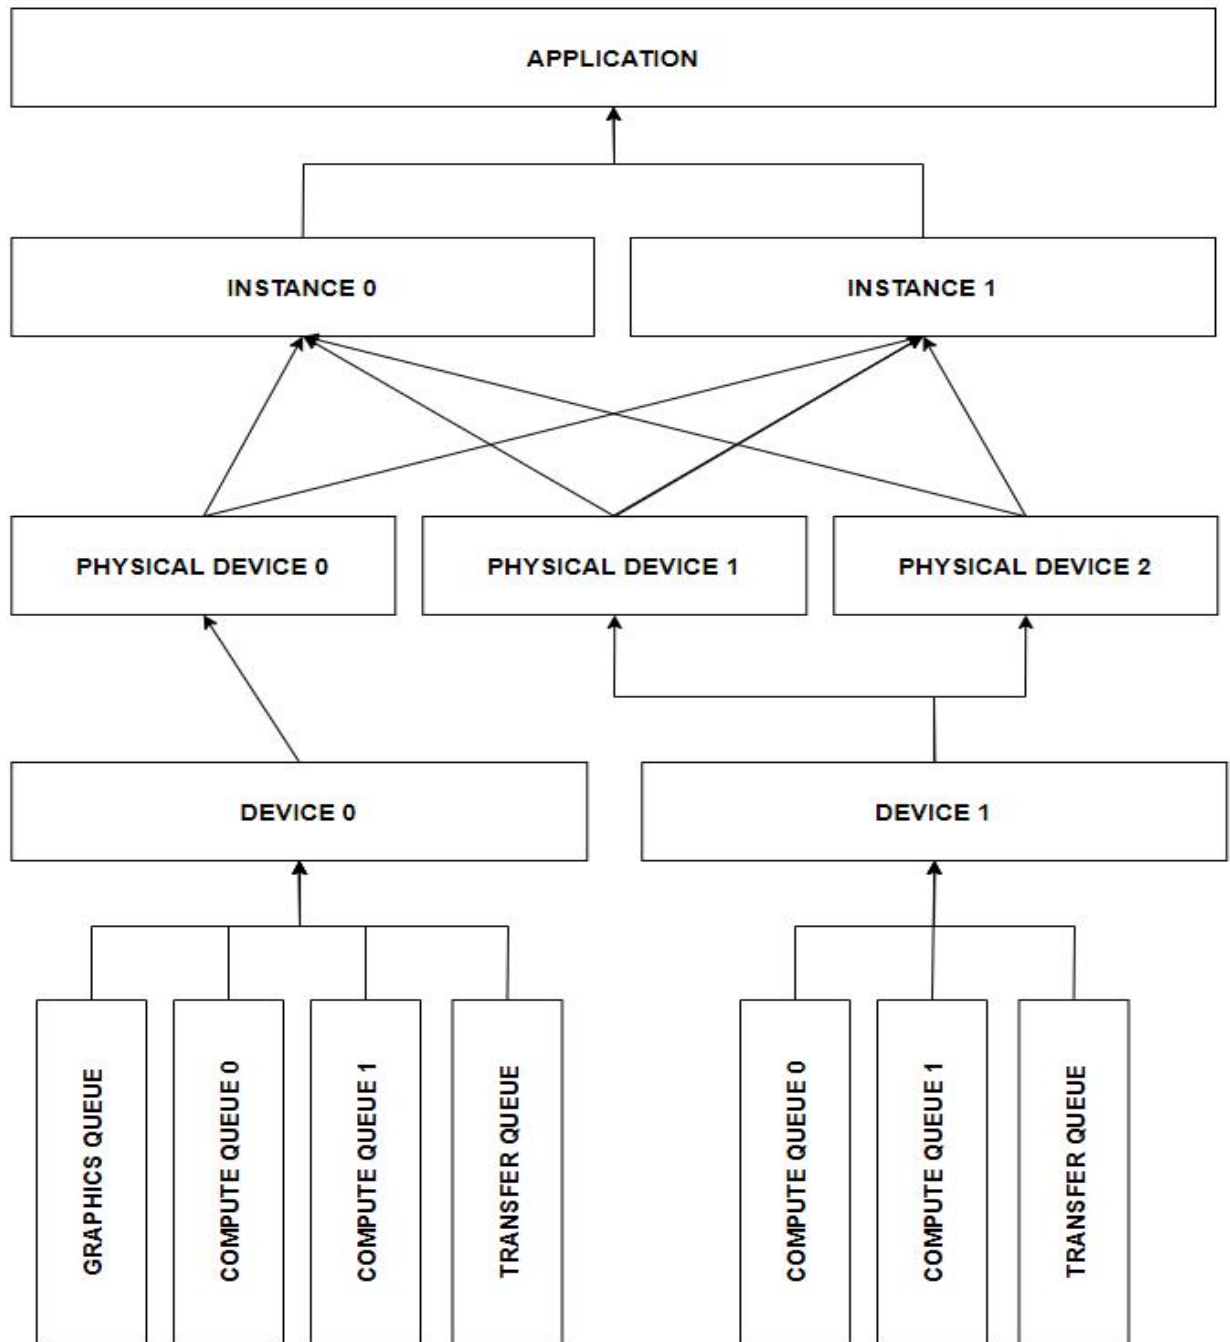 APPLICATION
INSTANCE 0
INSTANCE 1
PHYSICAL DEVICE 0
PHYSICAL DEVICE 1
PHYSICAL DEVICE 2
DEVICE 0
DEVICE 1
GRAPHICS QUEUE
COMPUTE QUEUE 0
COMPUTE QUEUE 1
TRANSFER QUEUE
COMPUTE QUEUE 0
COMPUTE QUEUE 1
TRANSFER QUEUE